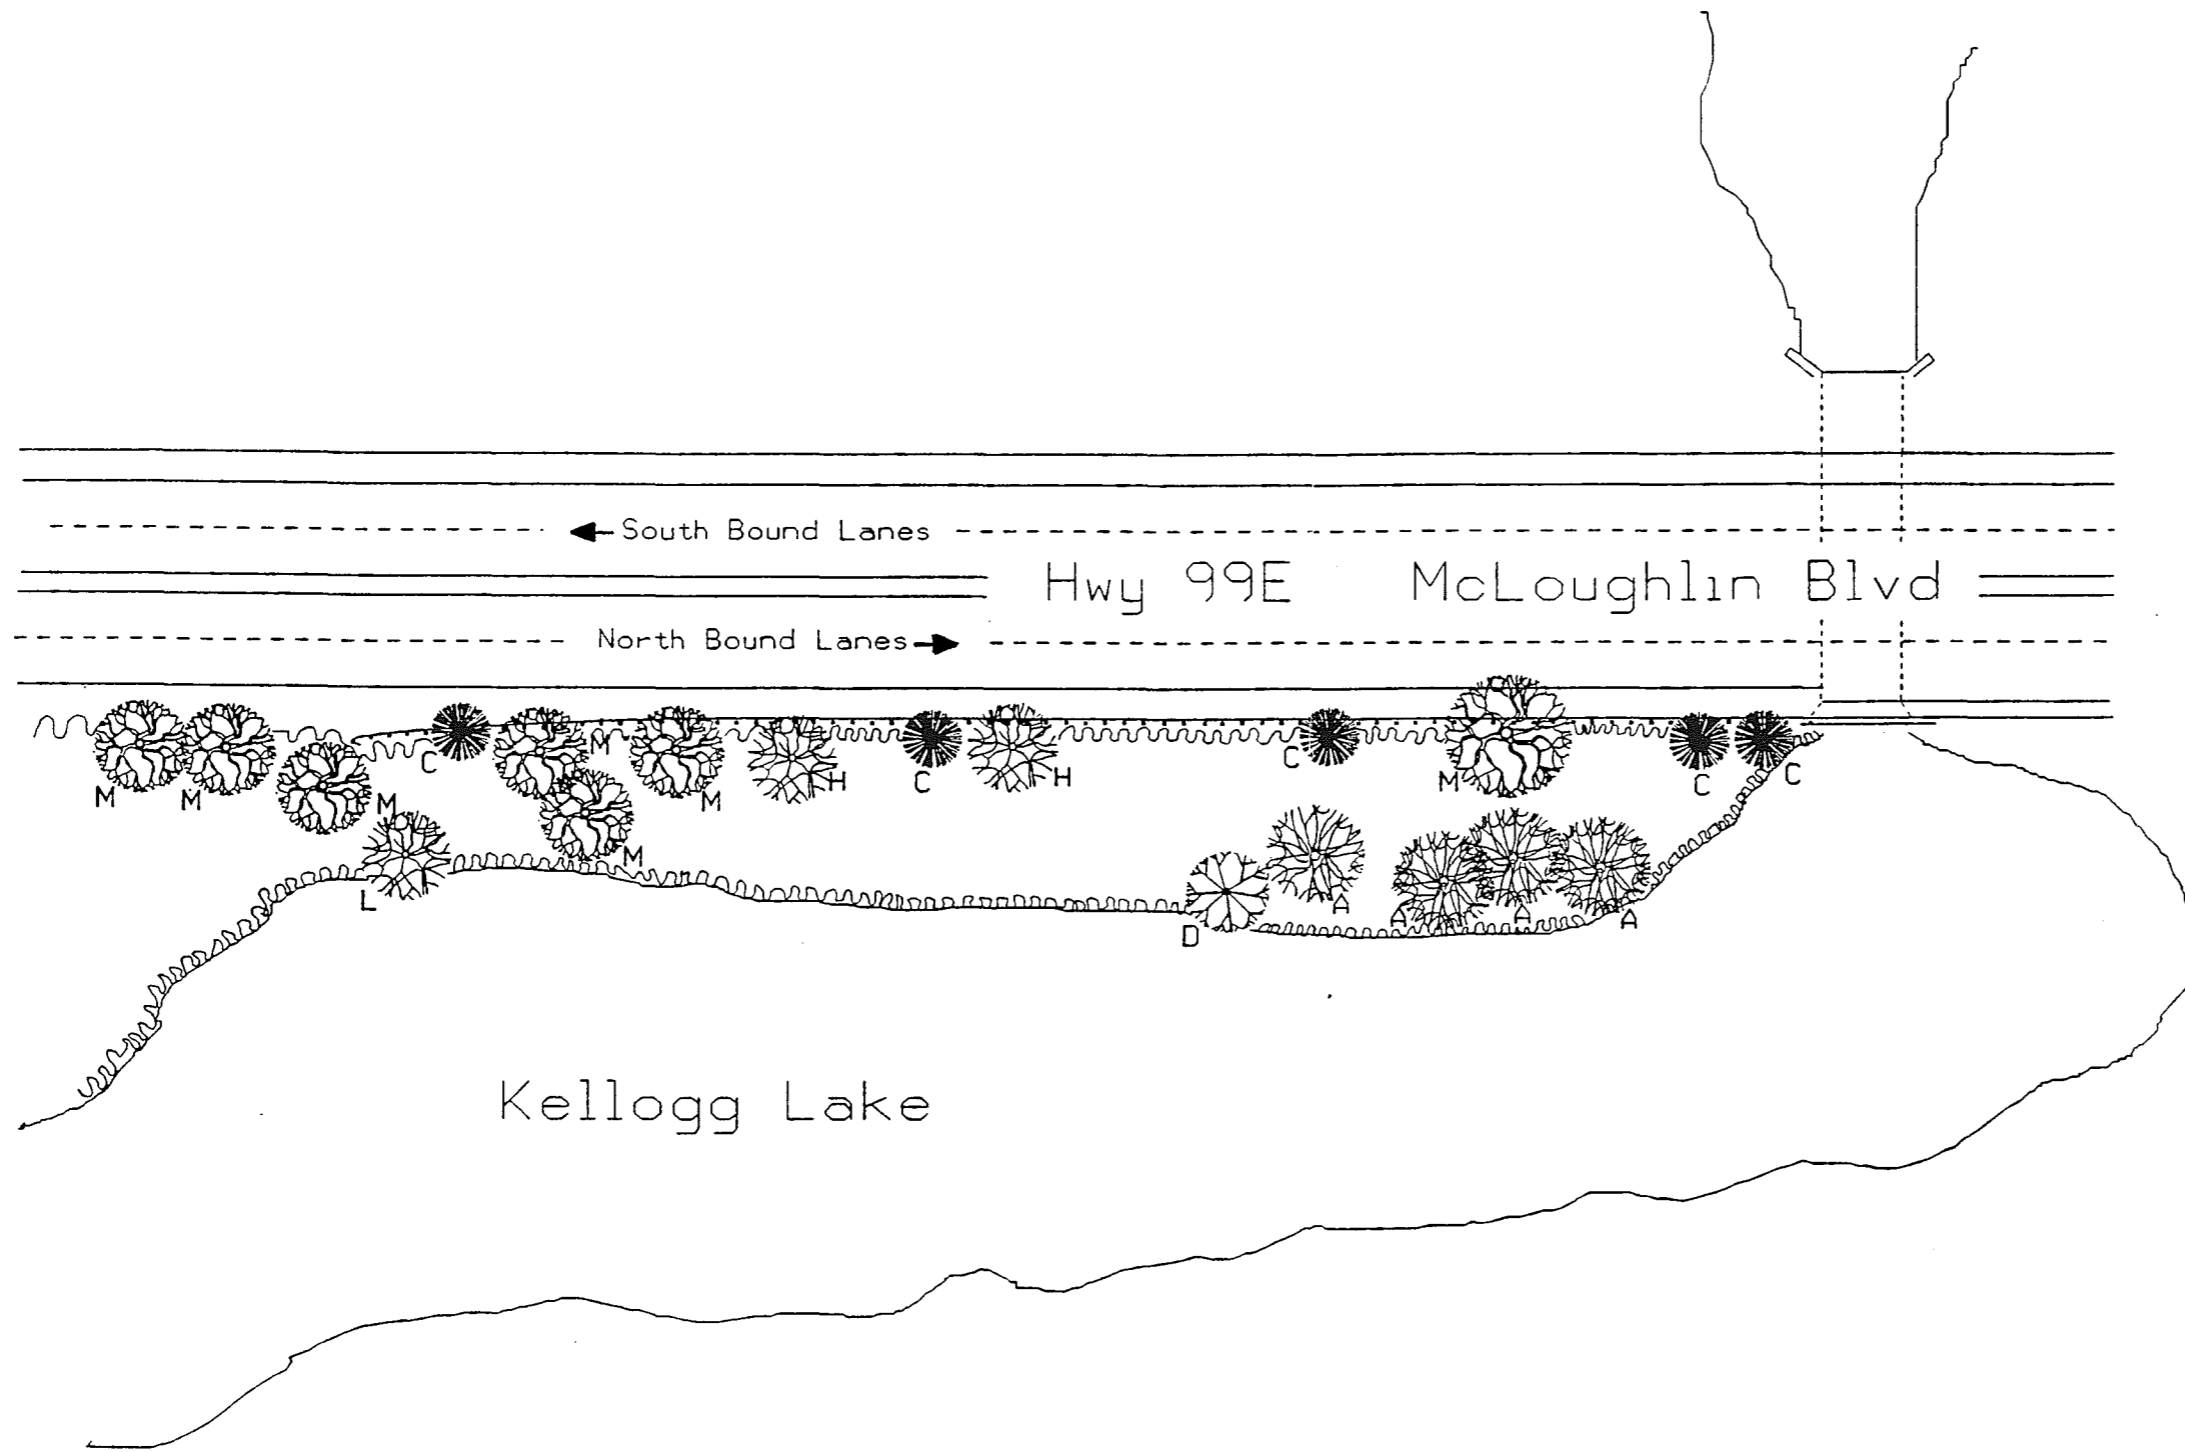 South Bound Lanes
Hwy 99E McLoughlin Blvd
North Bound Lanes
M M M C M M M H C H C M C C
L M D A A A A
Kellogg Lake